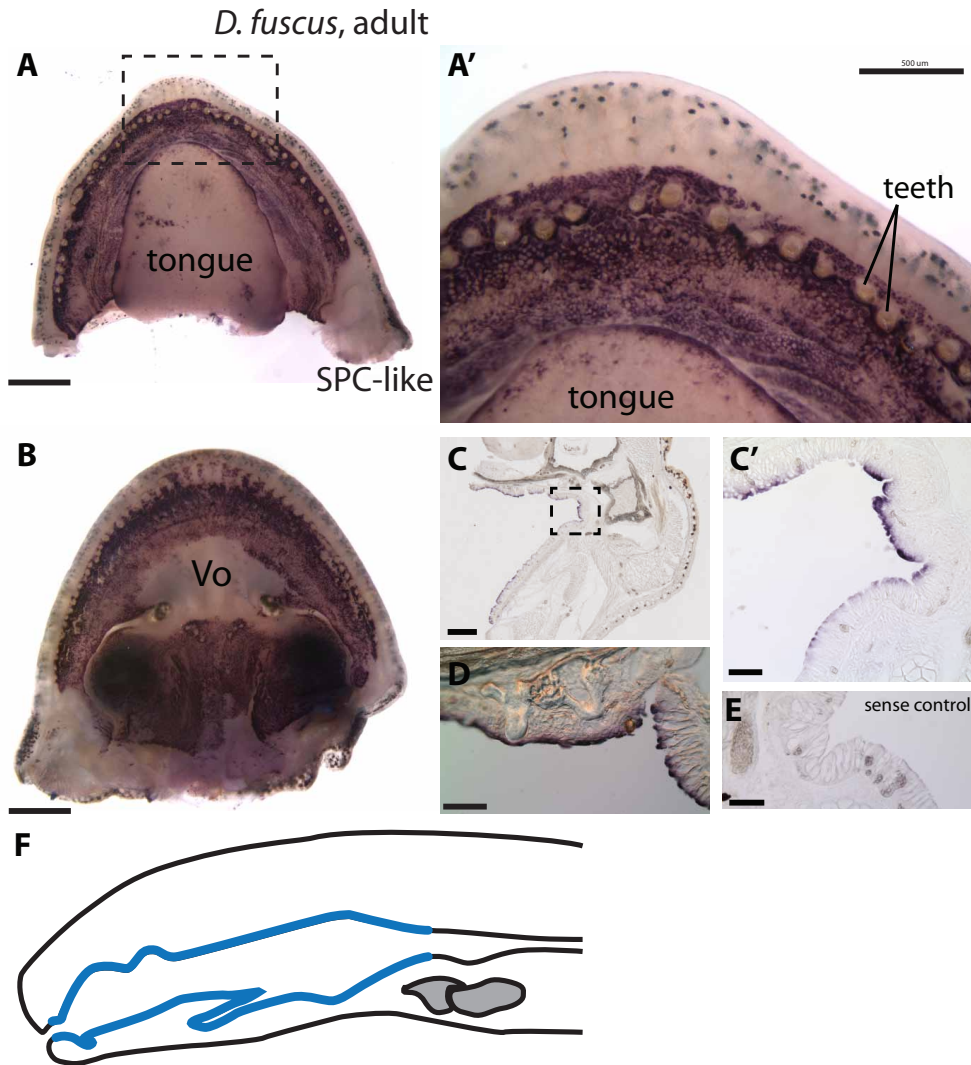 D. fuscus, adult
A
A’
500 um
teeth
tongue
SPC-like
tongue
B
Vo
C
C’
D
E
sense control
F